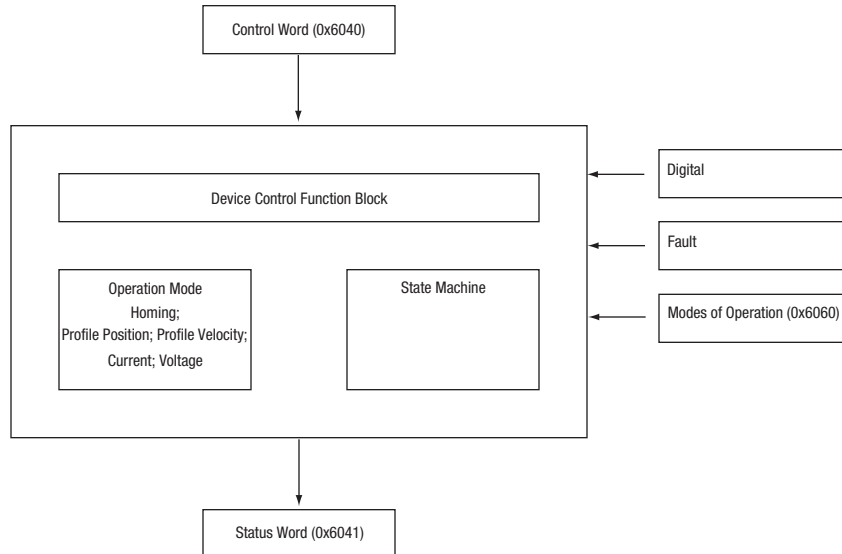 Control Word (0x6040)
Device Control Function Block
Digital
Fault
Modes of Operation (0x6060)
Operation Mode
Homing;
Profile Position; Profile Velocity;
Current; Voltage
State Machine
Status Word (0x6041)